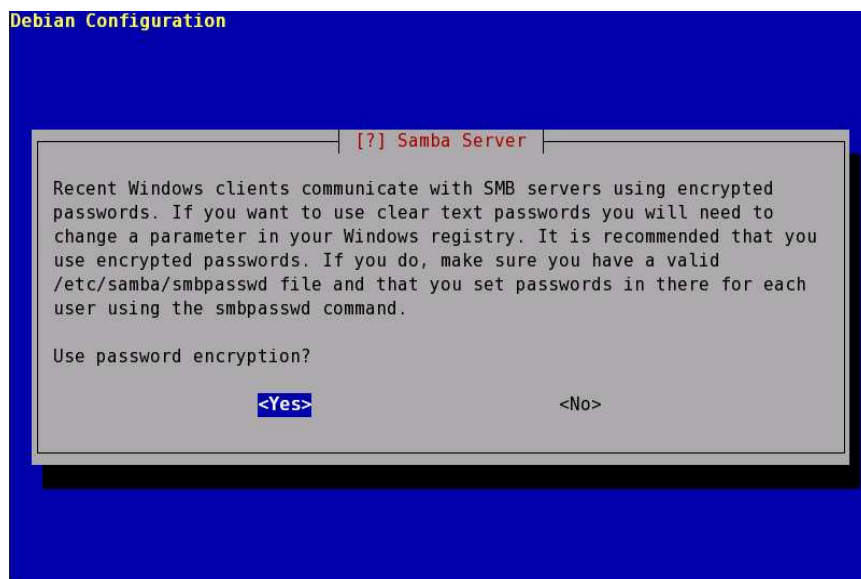 Debian Configuration
[?] Samba Server
Recent Windows clients communicate with SMB servers using encrypted
passwords. If you want to use clear text passwords you will need to
change a parameter in your Windows registry. It is recommended that you
use encrypted passwords. If you do, make sure you have a valid
/etc/samba/smbpasswd file and that you set passwords in there for each
user using the smbpasswd command.
Use password encryption?
<Yes> <No>